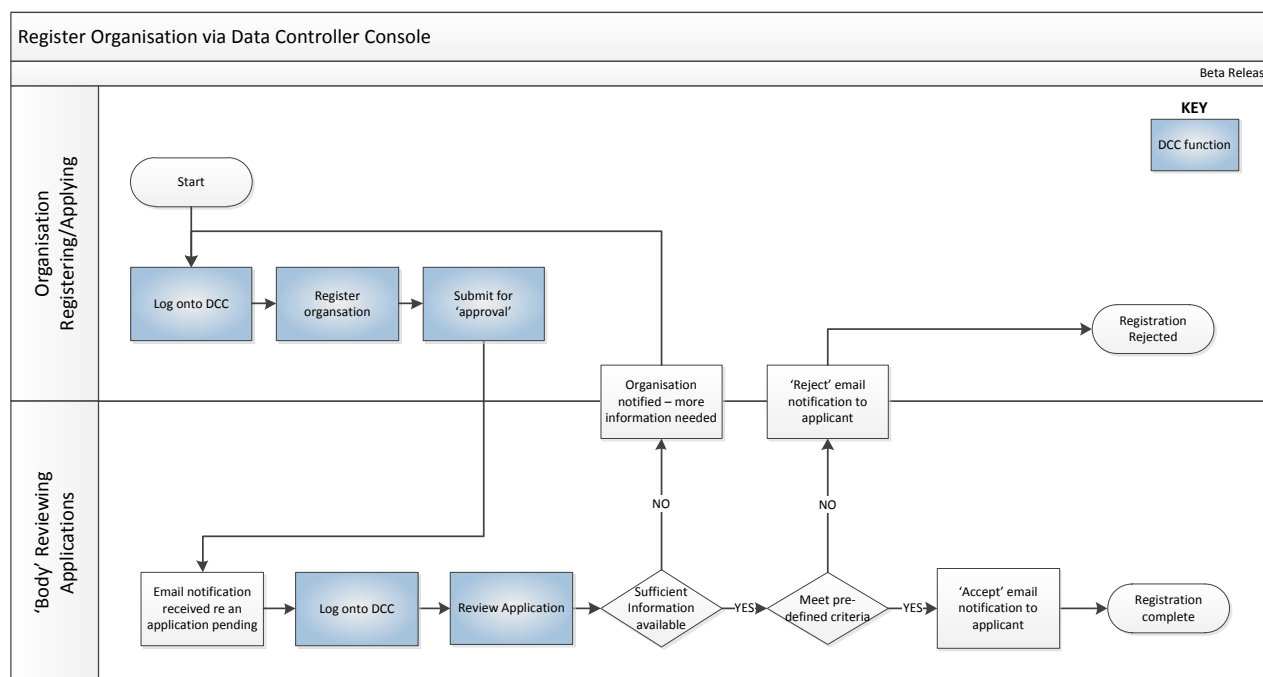 Register Organisation via Data Controller Console
Beta Releas
Organisation
Registering/Applying
KEY
DCC function
Start
Log onto DCC
Register
organsation
Submit for
‘approval’
Registration
Rejected
Organisation
notified – more
information needed
‘Reject’ email
notification to
applicant
‘Body’ Reviewing
Applications
NO
NO
Email notification
received re an
application pending
Log onto DCC
Review Application
Sufficient
Information
available
YES
Meet pre-
defined criteria
YES
‘Accept’ email
notification to
applicant
Registration
complete